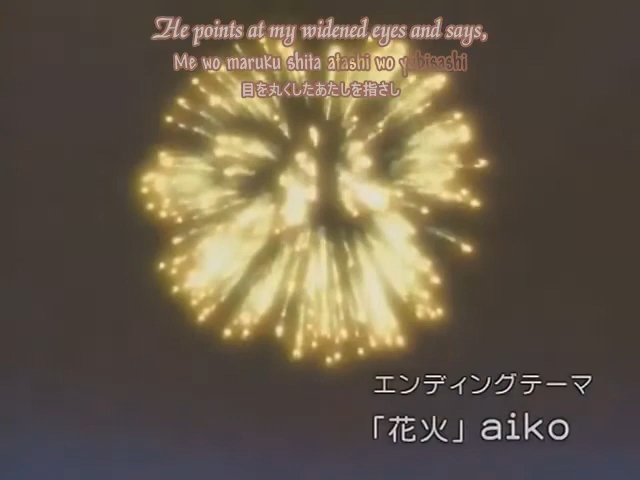 He points at my widened eyes and says,
Me wo maruku shita atashi wo yubisashi
目を丸くしたあたしを指さし
エンディングテーマ
「花火」 aiko